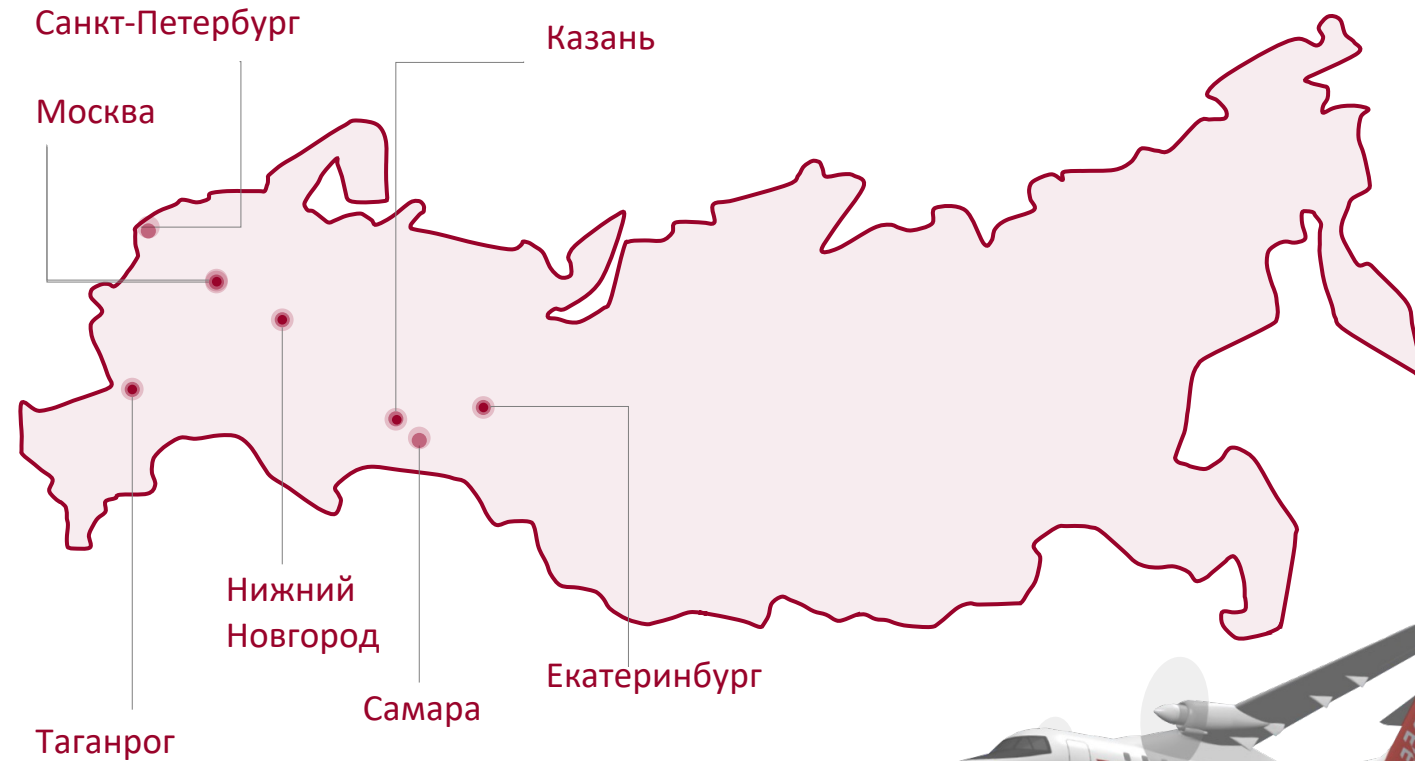 Санкт-Петербург
Казань
Москва
Нижний
Новгород
Екатеринбург
Самара
Таганрог